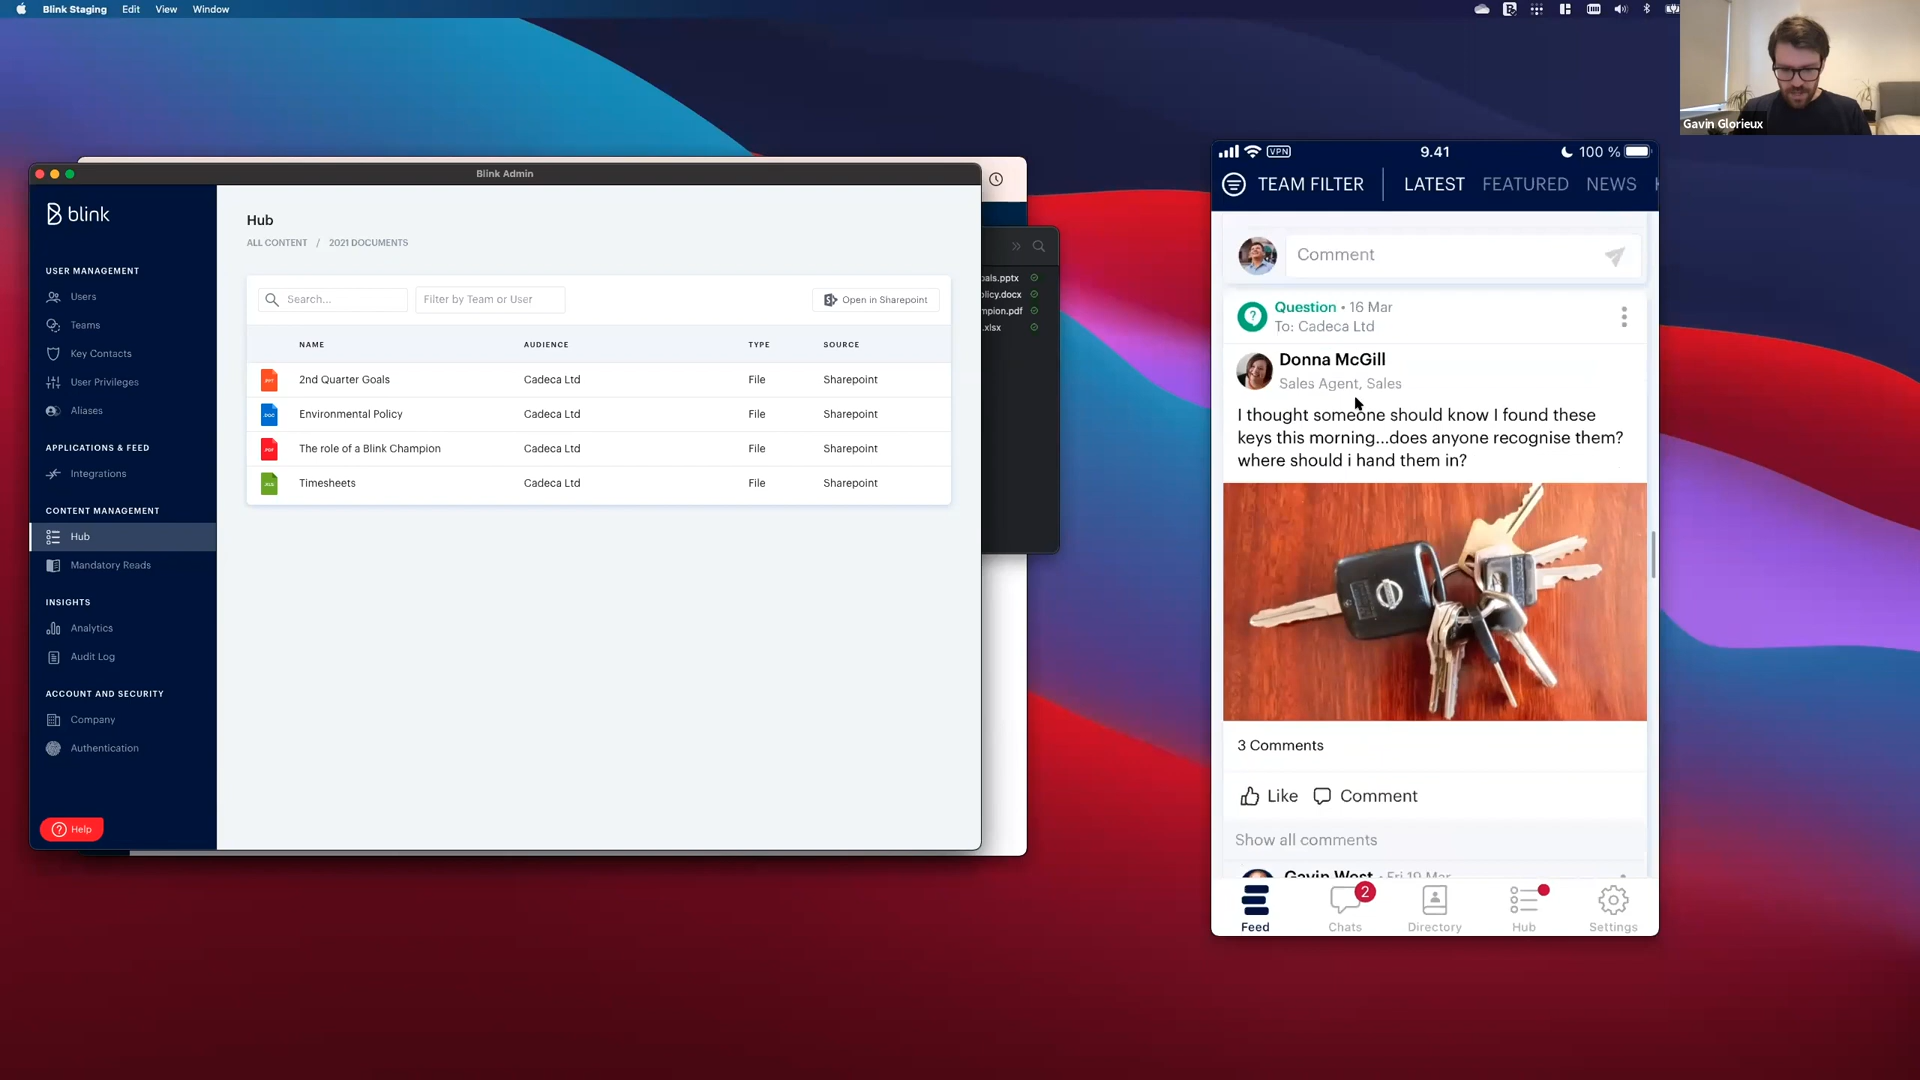 Blink Staging Edit View Window
Gavin Glorieux
Blink Admin
blink
USER MANAGEMENT
Users
Teams
Key Contacts
User Privileges
Aliases
APPLICATIONS & FEED
Integrations
CONTENT MANAGEMENT
Hub
Mandatory Reads
INSIGHTS
Analytics
Audit Log
ACCOUNT AND SECURITY
Company
Authentication
Help
Hub
ALL CONTENT / 2021 DOCUMENTS
Search... Filter by Team or User Open in Sharepoint
NAME AUDIENCE TYPE SOURCE
2nd Quarter Goals Cadeca Ltd File Sharepoint
Environmental Policy Cadeca Ltd File Sharepoint
The role of a Blink Champion Cadeca Ltd File Sharepoint
Timesheets Cadeca Ltd File Sharepoint
als.pptx
olicy.docx
mpion.pdf
.xlsx
VPN 9.41 100 %
TEAM FILTER LATEST FEATURED NEWS
Comment
Question • 16 Mar
To: Cadeca Ltd
Donna McGill
Sales Agent, Sales
I thought someone should know I found these
keys this morning...does anyone recognise them?
where should i hand them in?
3 Comments
Like Comment
Show all comments
Gavin West • Fri 19 Mar
2
Feed Chats Directory Hub Settings